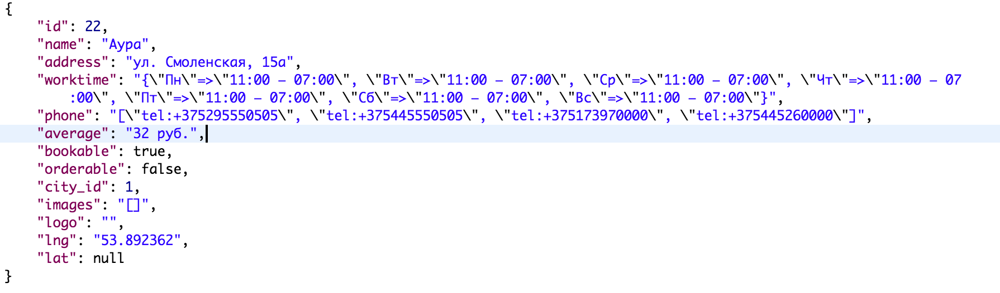 {
"id": 22,
"name": "Аура",
"address": "ул. Смоленская, 15а",
"worktime": "{\"Пн\"=>\"11:00 – 07:00\", \"Вт\"=>\"11:00 – 07:00\", \"Ср\"=>\"11:00 – 07:00\", \"Чт\"=>\"11:00 – 07
:00\", \"Пт\"=>\"11:00 – 07:00\", \"Сб\"=>\"11:00 – 07:00\", \"Вс\"=>\"11:00 – 07:00\"}",
"phone": "[\"tel:+375295550505\", \"tel:+375445550505\", \"tel:+375173970000\", \"tel:+375445260000\"]",
"average": "32 руб.",
"bookable": true,
"orderable": false,
"city_id": 1,
"images": "[]",
"logo": "",
"lng": "53.892362",
"lat": null
}